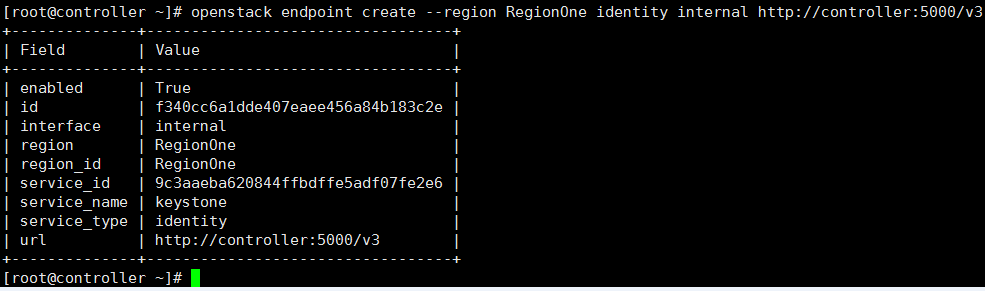 [root@controller ~]# openstack endpoint create --region RegionOne identity internal http://controller:5000/v3
+--------------+----------------------------------+
| Field        | Value                            |
+--------------+----------------------------------+
| enabled      | True                             |
| id           | f340cc6a1dde407eaee456a84b183c2e |
| interface    | internal                         |
| region       | RegionOne                        |
| region_id    | RegionOne                        |
| service_id   | 9c3aaeba620844ffbdffe5adf07fe2e6 |
| service_name | keystone                         |
| service_type | identity                         |
| url          | http://controller:5000/v3        |
+--------------+----------------------------------+
[root@controller ~]#